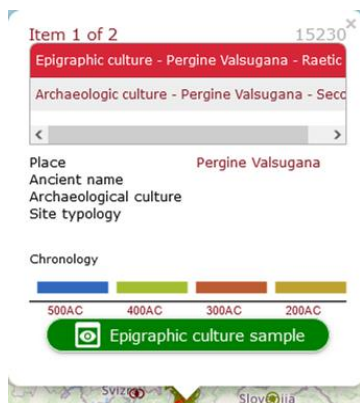 Item 1 of 2 15230 ×
Epigraphic culture - Pergine Valsugana - Raetic
Archaeologic culture - Pergine Valsugana - Seco
< >
Place Pergine Valsugana
Ancient name
Archaeological culture
Site typology
Chronology
500AC 400AC 300AC 200AC
Epigraphic culture sample
Slovenija